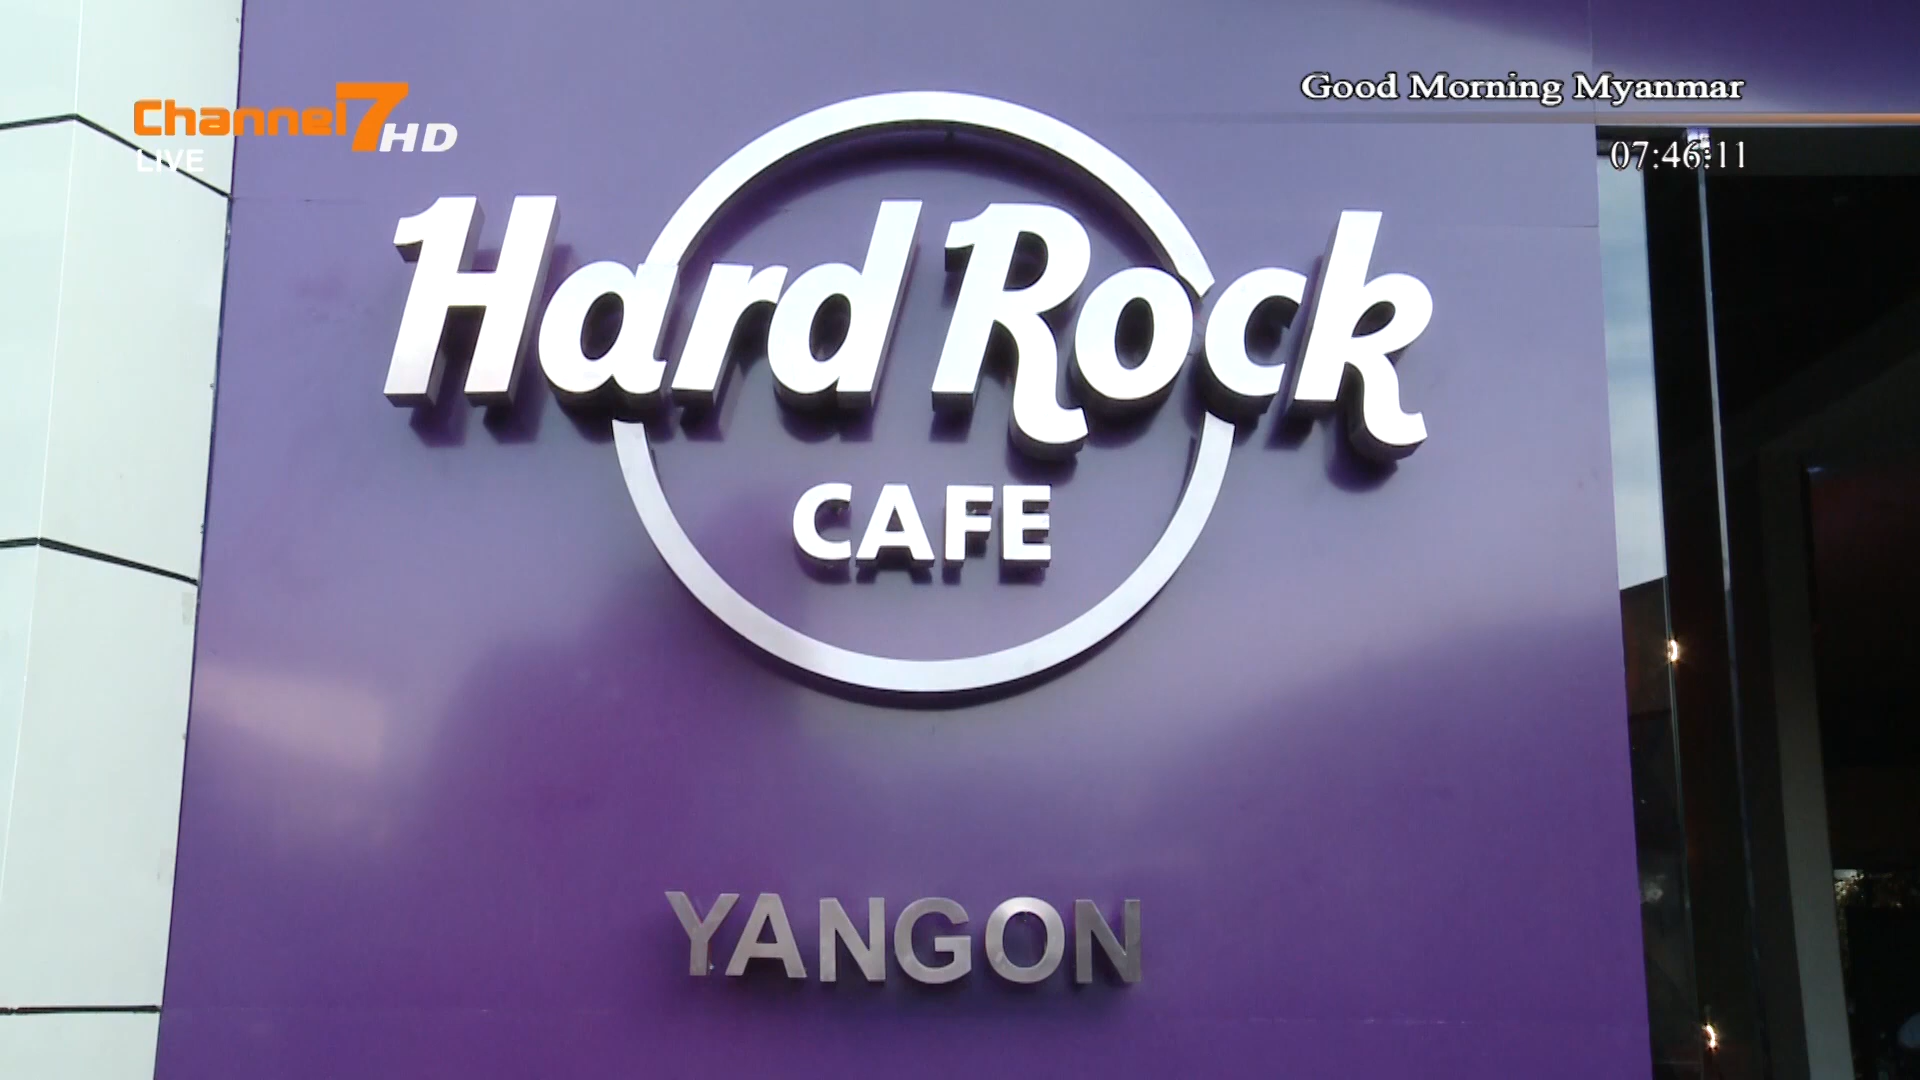 Channel7HD
LIVE
Good Morning Myanmar
07:46:11
Hard Rock
CAFE
YANGON